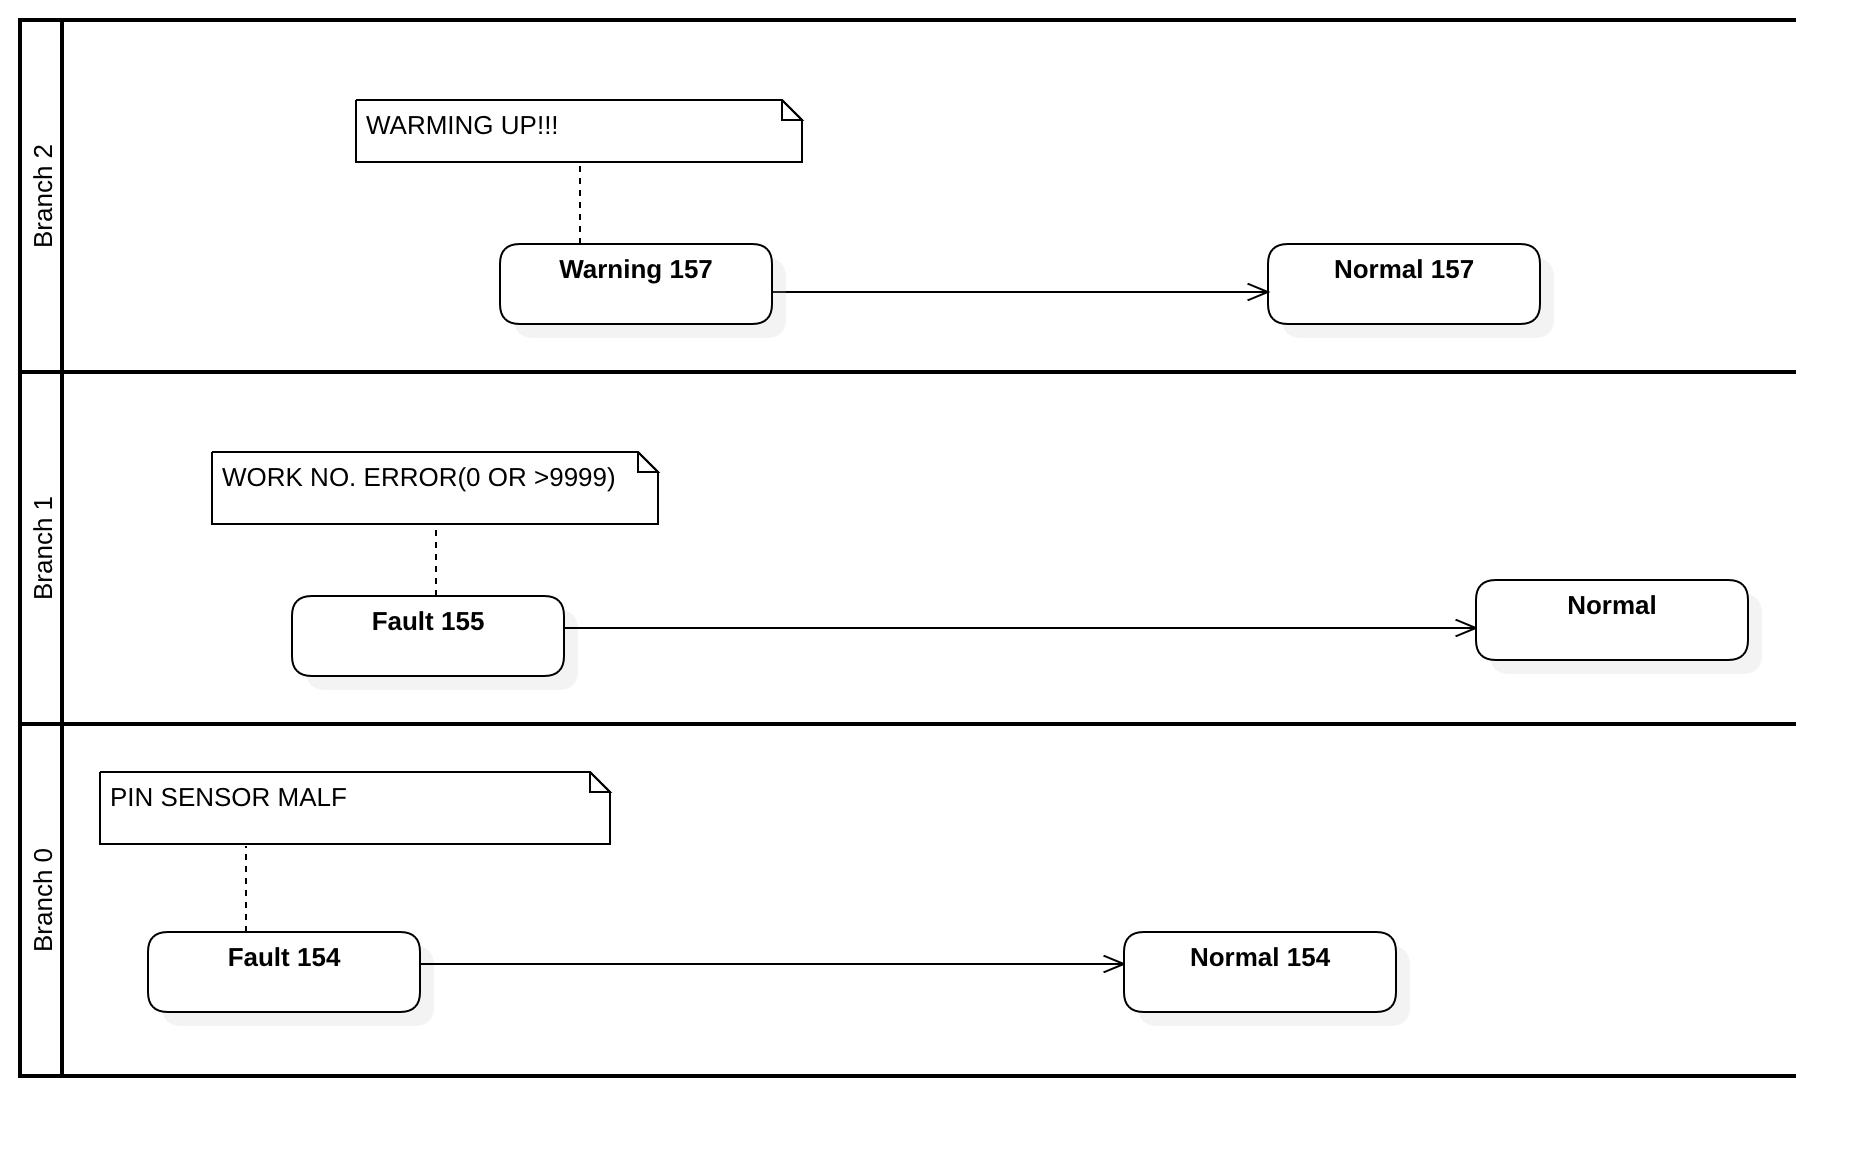 Branch 2
WARMING UP!!!
Warning 157
Normal 157
Branch 1
WORK NO. ERROR(0 OR >9999)
Fault 155
Normal
Branch 0
PIN SENSOR MALF
Fault 154
Normal 154